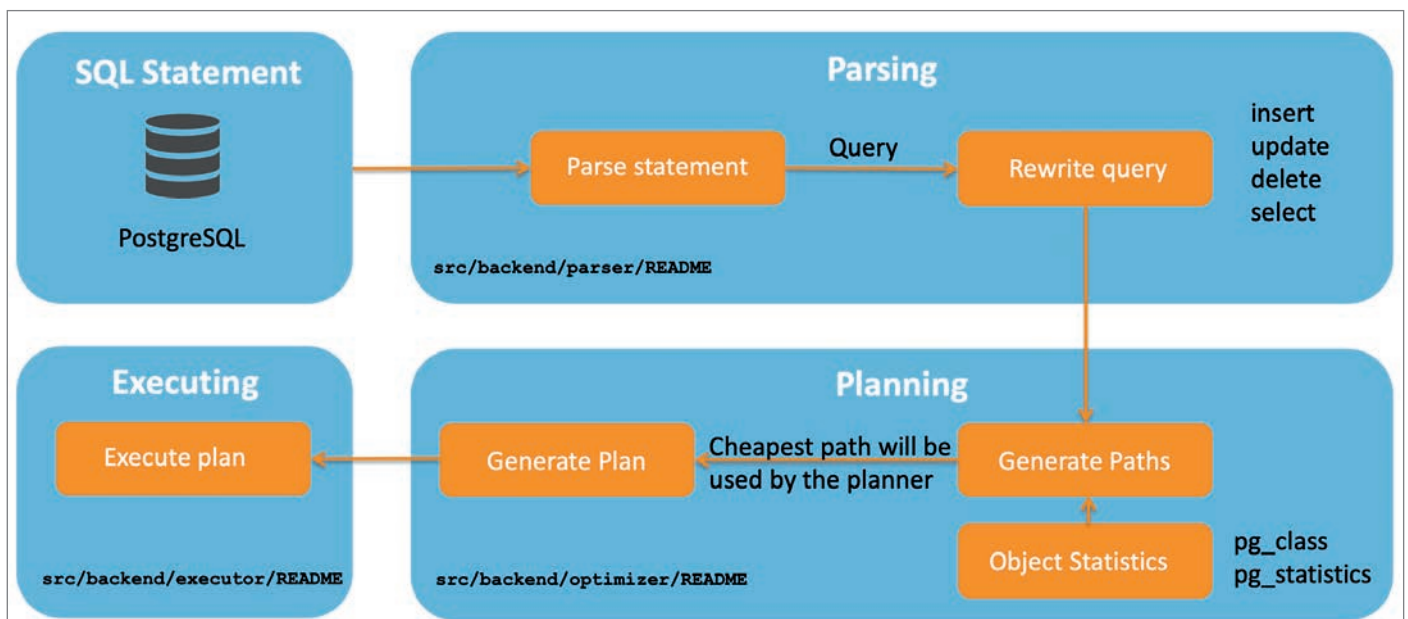 SQL Statement
PostgreSQL
Parsing
Parse statement
Query
Rewrite query
insert
update
delete
select
src/backend/parser/README
Executing
Execute plan
src/backend/executor/README
Planning
Generate Plan
Cheapest path will be
used by the planner
Generate Paths
Object Statistics
pg_class
pg_statistics
src/backend/optimizer/README